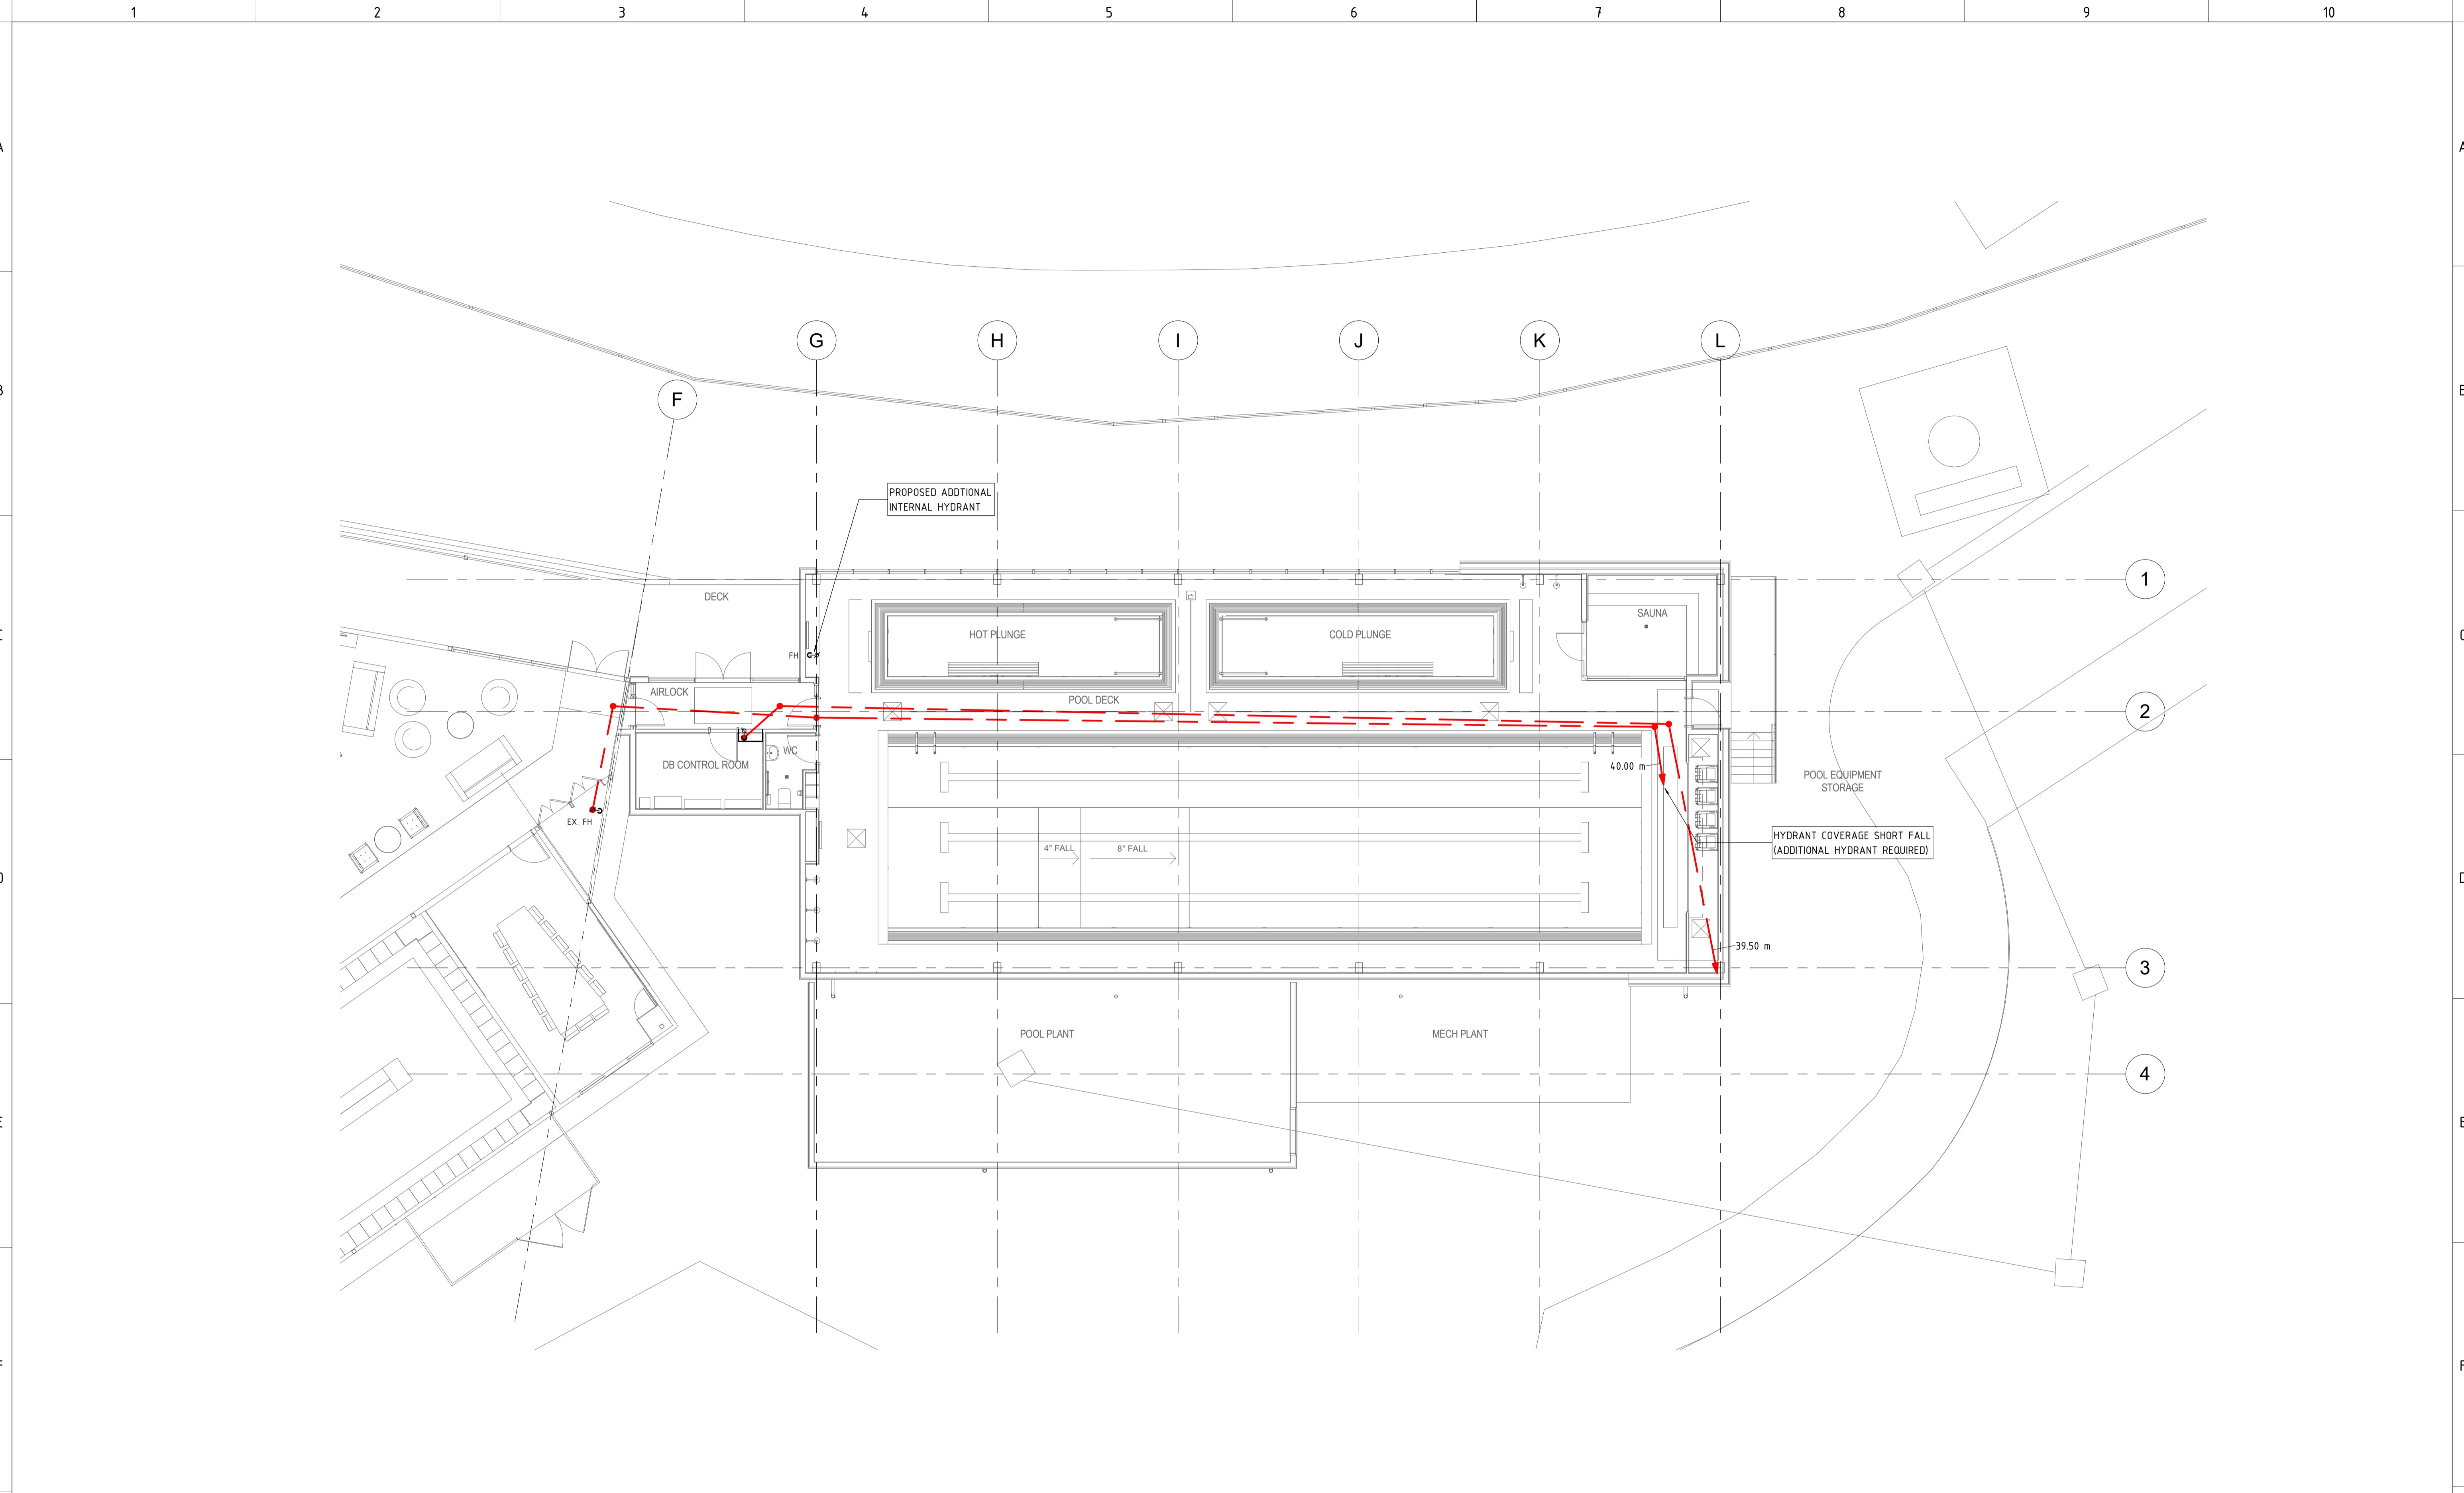 1 2 3 4 5 6 7 8 9 10
A
B
B
G H I J K L
F
PROPOSED ADDTIONAL
INTERNAL HYDRANT
1
DECK
SAUNA
HOT PLUNGE
COLD PLUNGE
C
FH
AIRLOCK
POOL DECK
2
WC
DB CONTROL ROOM
40.00 m
POOL EQUIPMENT
STORAGE
EX. FH
HYDRANT COVERAGE SHORT FALL
(ADDITIONAL HYDRANT REQUIRED)
4° FALL
8° FALL
D
39.50 m
3
POOL PLANT
MECH PLANT
4
E
F